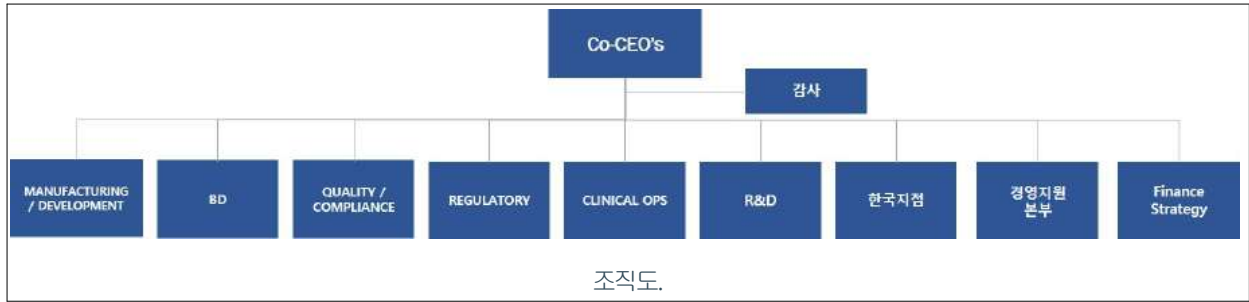 Co-CEO's
감사
MANUFACTURING
/ DEVELOPMENT
BD
QUALITY /
COMPLIANCE
REGULATORY
CLINICAL OPS
R&D
한국지점
경영지원
본부
Finance
Strategy
조직도.